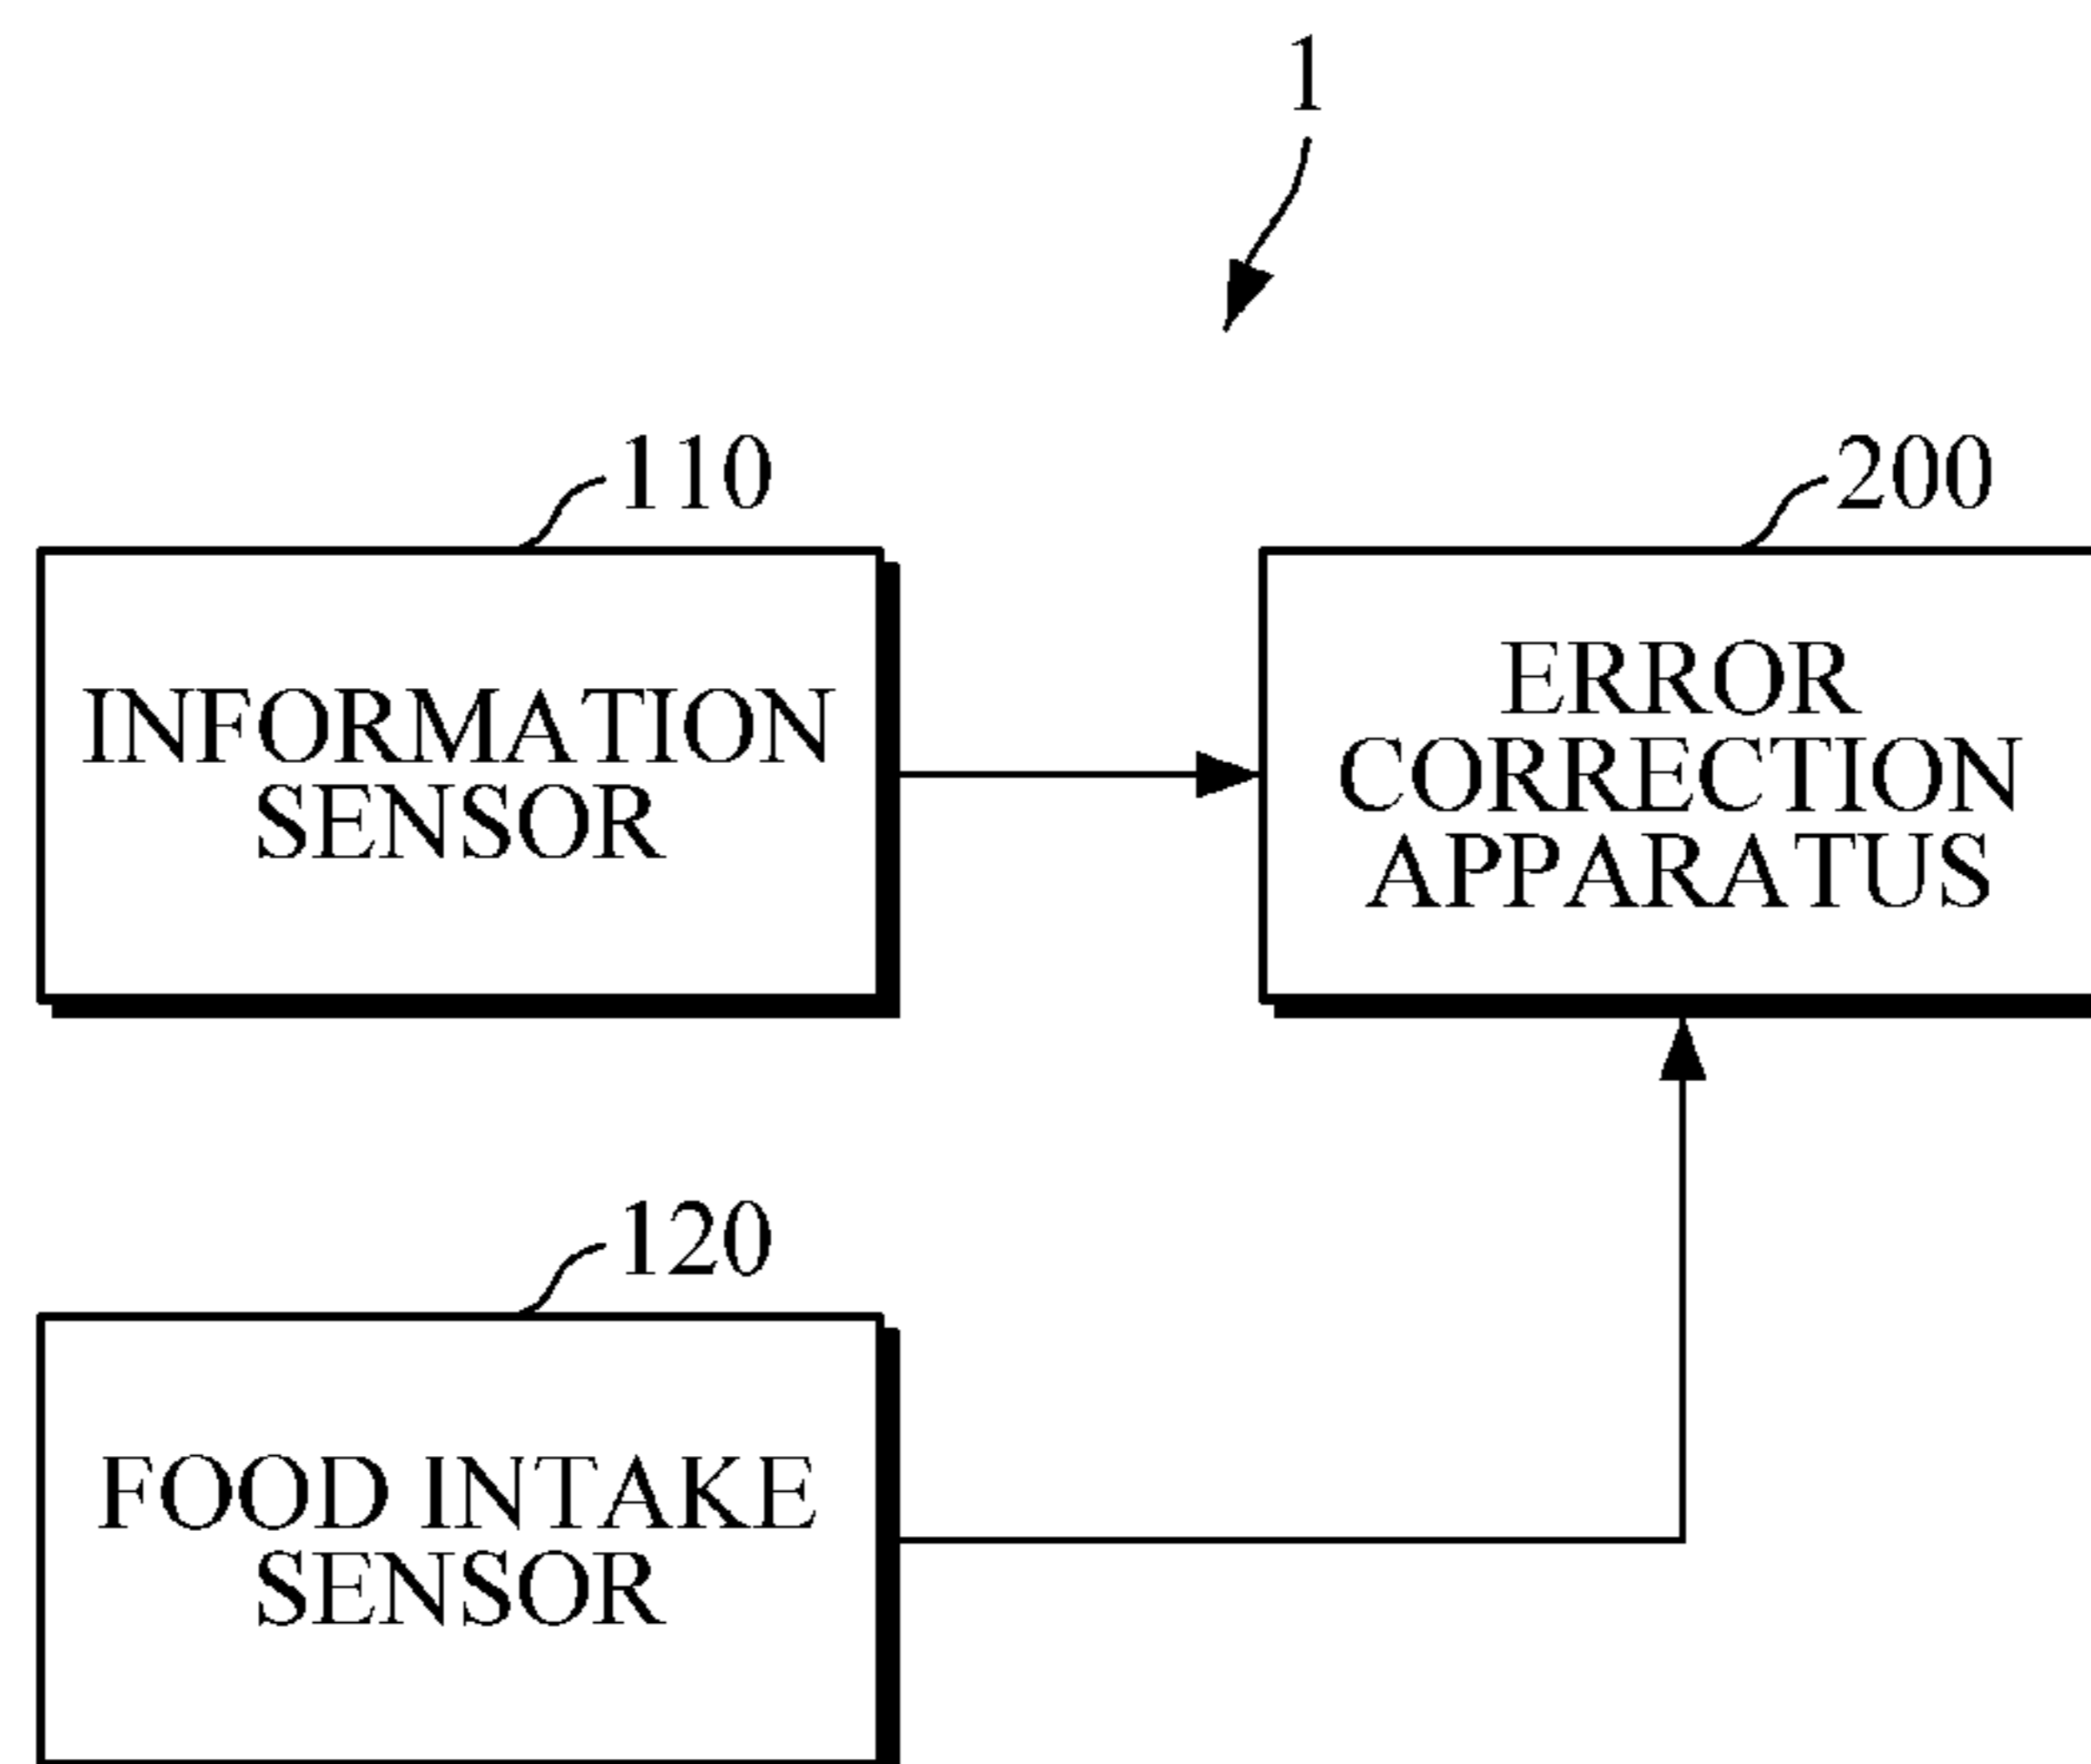 1
110
INFORMATION
SENSOR
200
ERROR
CORRECTION
APPARATUS
120
FOOD INTAKE
SENSOR